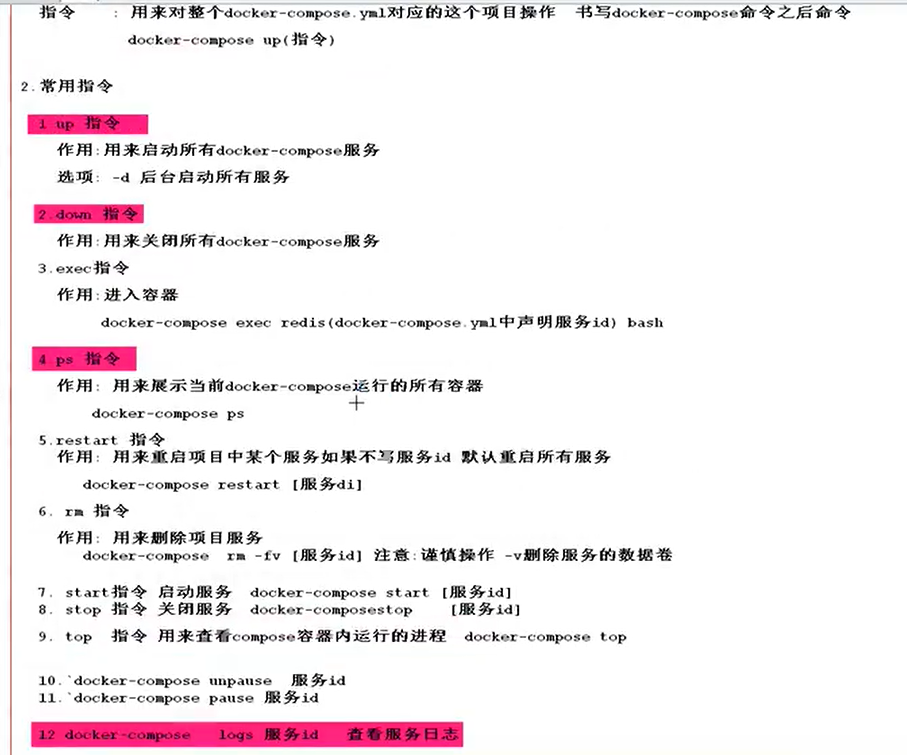 指令 : 用来对整个docker-compose.yml对应的这个项目操作 书写docker-compose命令之后命令
docker-compose up(指令)
2.常用指令
1 up 指令
作用:用来启动所有docker-compose服务
选项: -d 后台启动所有服务
2.down 指令
作用:用来关闭所有docker-compose服务
3.exec指令
作用:进入容器
docker-compose exec redis(docker-compose.yml中声明服务id) bash
4.ps 指令
作用: 用来展示当前docker-compose运行的所有容器
docker-compose ps
5.restart 指令
作用: 用来重启项目中某个服务如果不写服务id 默认重启所有服务
docker-compose restart [服务di]
6. rm 指令
作用: 用来删除项目服务
docker-compose rm -fv [服务id] 注意:谨慎操作 -v删除服务的数据卷
7. start指令 启动服务 docker-compose start [服务id]
8. stop 指令 关闭服务 docker-composestop [服务id]
9. top 指令 用来查看compose容器内运行的进程 docker-compose top
10.`docker-compose unpause 服务id
11.`docker-compose pause 服务id
12 docker-compose logs 服务id 查看服务日志